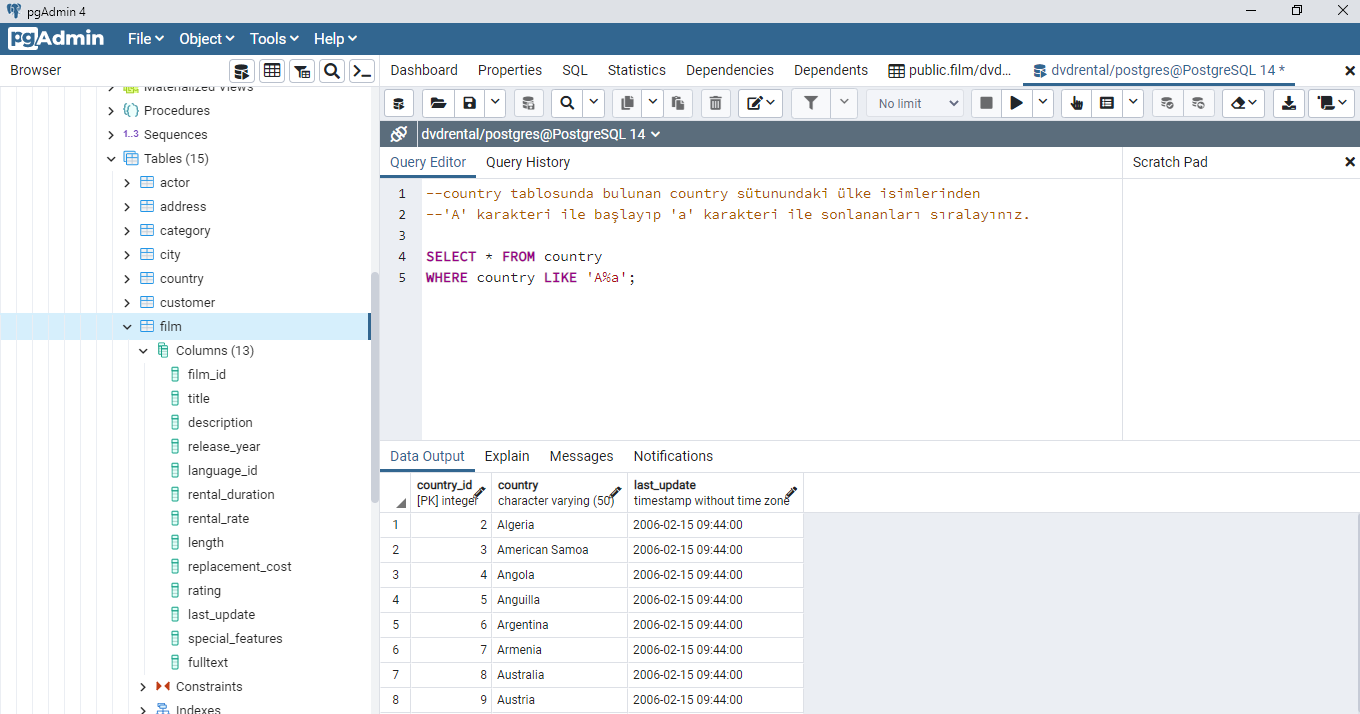 pgAdmin 4
pgAdmin
File Object Tools Help
Browser
Dashboard Properties SQL Statistics Dependencies Dependents public.film/dvd... dvdrental/postgres@PostgreSQL 14 *
No limit
dvdrental/postgres@PostgreSQL 14
Query Editor Query History
Scratch Pad
Materialized Views
Procedures
1..3 Sequences
Tables (15)
actor
address
category
city
country
customer
film
Columns (13)
film_id
title
description
release_year
language_id
rental_duration
rental_rate
length
replacement_cost
rating
last_update
special_features
fulltext
Constraints
Indexes
1 --country tablosunda bulunan country sütunundaki ülke isimlerinden
2 --'A' karakteri ile başlayıp 'a' karakteri ile sonlananları sıralayınız.
3
4 SELECT * FROM country
5 WHERE country LIKE 'A%a';
Data Output Explain Messages Notifications
country_id country last_update
[PK] integer character varying (50) timestamp without time zone
1 2 Algeria 2006-02-15 09:44:00
2 3 American Samoa 2006-02-15 09:44:00
3 4 Angola 2006-02-15 09:44:00
4 5 Anguilla 2006-02-15 09:44:00
5 6 Argentina 2006-02-15 09:44:00
6 7 Armenia 2006-02-15 09:44:00
7 8 Australia 2006-02-15 09:44:00
8 9 Austria 2006-02-15 09:44:00